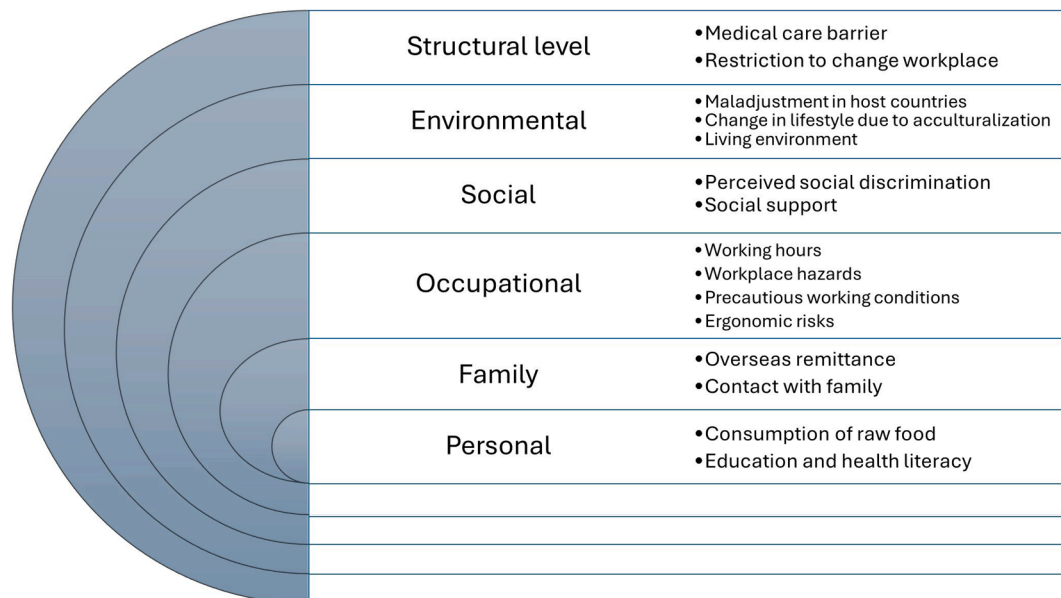 Structural level
•Medical care barrier
•Restriction to change workplace
Environmental
•Maladjustment in host countries
•Change in lifestyle due to acculturalization
•Living environment
Social
•Perceived social discrimination
•Social support
Occupational
•Working hours
•Workplace hazards
•Precautious working conditions
•Ergonomic risks
Family
•Overseas remittance
•Contact with family
Personal
•Consumption of raw food
•Education and health literacy